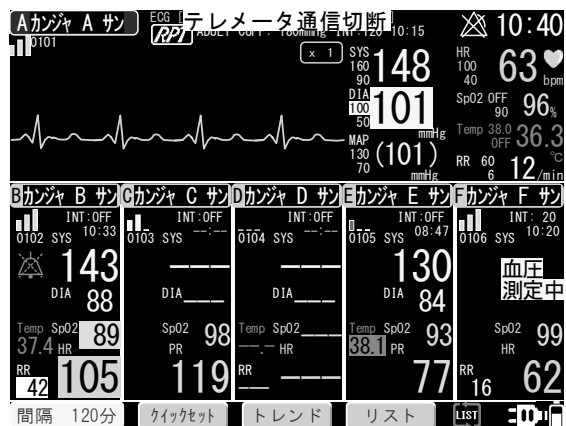 Aカンジャ A サン
テレメータ通信切断
10:40
0101
RPT
10:15
x 1
SYS 160 90 148
DIA 100 50 101 mmHg
MAP 130 70 (101) mmHg
HR 100 40 63 bpm
SpO2 OFF 90 96%
Temp 38.0 OFF 36.3 ℃
RR 60 6 12/min
Bカンジャ B サン
INT:OFF
0102 SYS 10:33
143
DIA 88
Temp 37.4 SpO2 89
HR 105
RR 42
Cカンジャ C サン
INT:OFF
0103 SYS --:--
---
DIA ---
SpO2 98
PR 119
Dカンジャ D サン
INT:OFF
0104 SYS --:--
---
DIA ---
Temp --.- SpO2 ---
HR ---
RR ---
Eカンジャ E サン
INT:OFF
0105 SYS 08:47
130
DIA 84
Temp 38.1 SpO2 93
PR 77
Fカンジャ F サン
INT: 20
0106 SYS 10:20
血圧
測定中
SpO2 99
HR 62
RR 16
間隔 120分
クイックセット
トレンド
リスト
LIST